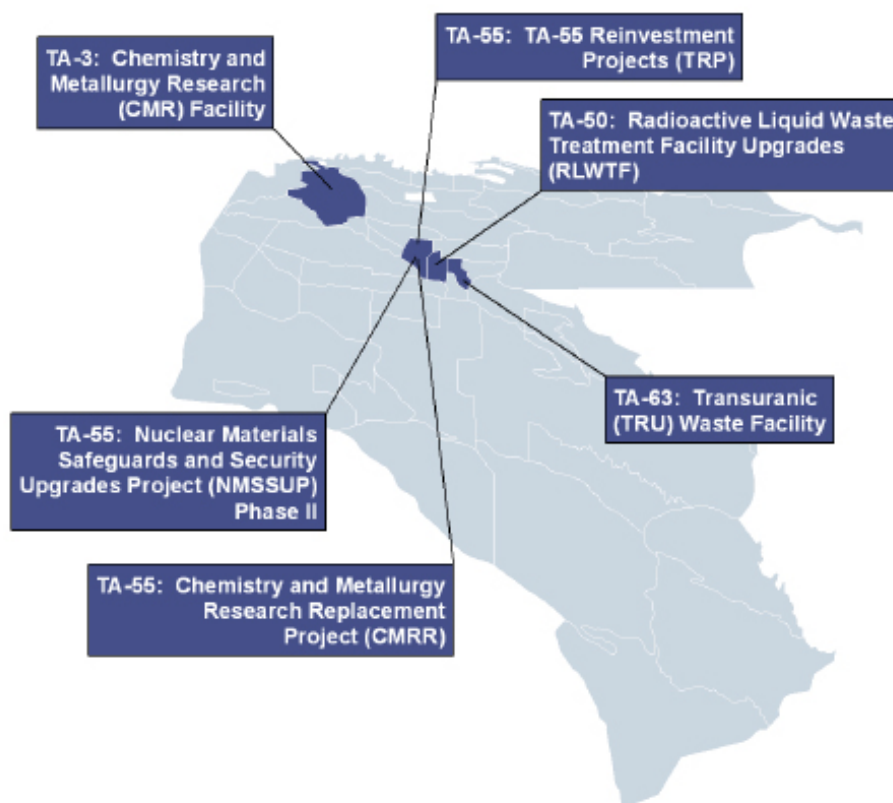 TA-3: Chemistry and
Metallurgy Research
(CMR) Facility
TA-55: TA-55 Reinvestment
Projects (TRP)
TA-50: Radioactive Liquid Waste
Treatment Facility Upgrades
(RLWTF)
TA-63: Transuranic
(TRU) Waste Facility
TA-55: Nuclear Materials
Safeguards and Security
Upgrades Project (NMSSUP)
Phase II
TA-55: Chemistry and Metallurgy
Research Replacement
Project (CMRR)